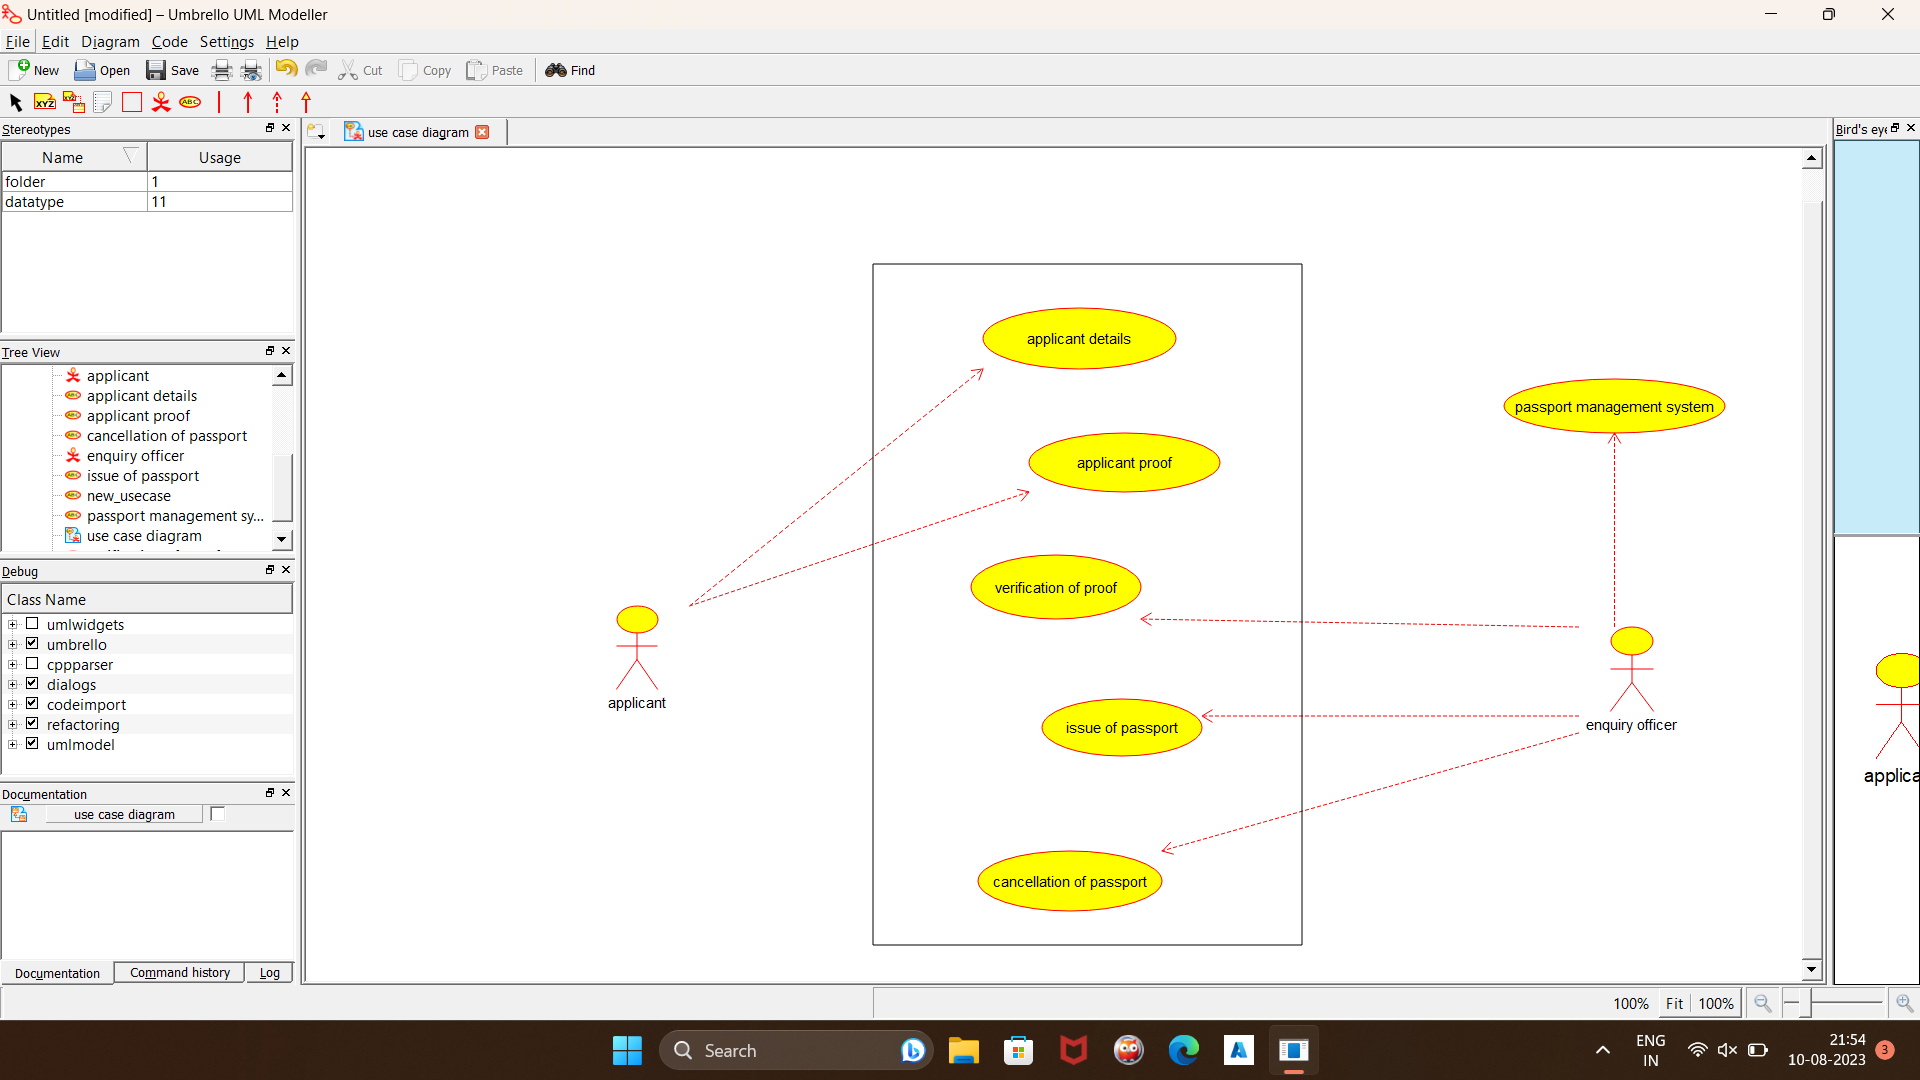 Untitled [modified] – Umbrello UML Modeller
File Edit Diagram Code Settings Help
New Open Save Cut Copy Paste Find
XYZ XYZ ABC
Stereotypes
Name Usage
folder 1
datatype 11
Tree View
applicant
applicant details
applicant proof
cancellation of passport
enquiry officer
issue of passport
new_usecase
passport management sy...
use case diagram
Debug
Class Name
umlwidgets
umbrello
cppparser
dialogs
codeimport
refactoring
umlmodel
Documentation
use case diagram
Documentation Command history Log
use case diagram
applicant details
applicant proof
verification of proof
issue of passport
cancellation of passport
applicant
passport management system
enquiry officer
Bird's eye
applica
100% Fit 100%
Search
ENG
IN
21:54
10-08-2023
3